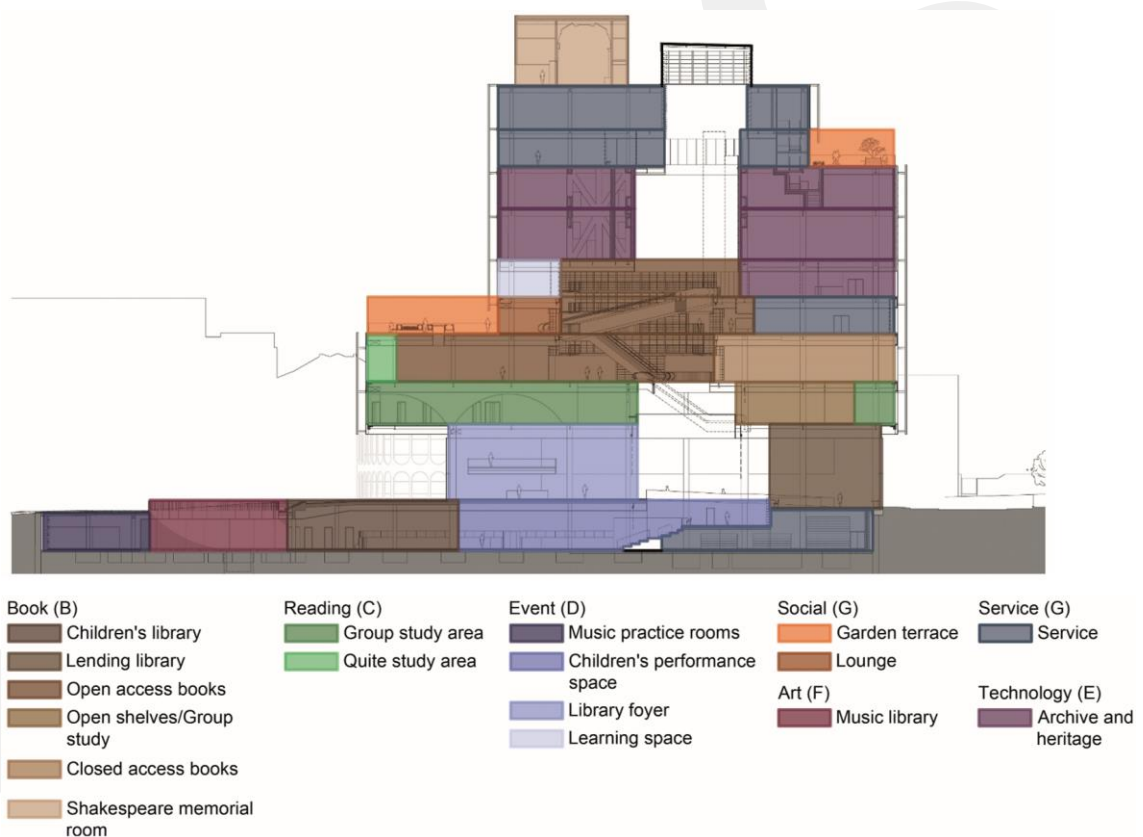 Book (B)
Children's library
Lending library
Open access books
Open shelves/Group
study
Closed access books
Shakespeare memorial
room
Reading (C)
Group study area
Quite study area
Event (D)
Music practice rooms
Children's performance
space
Library foyer
Learning space
Social (G)
Garden terrace
Lounge
Art (F)
Music library
Service (G)
Service
Technology (E)
Archive and
heritage